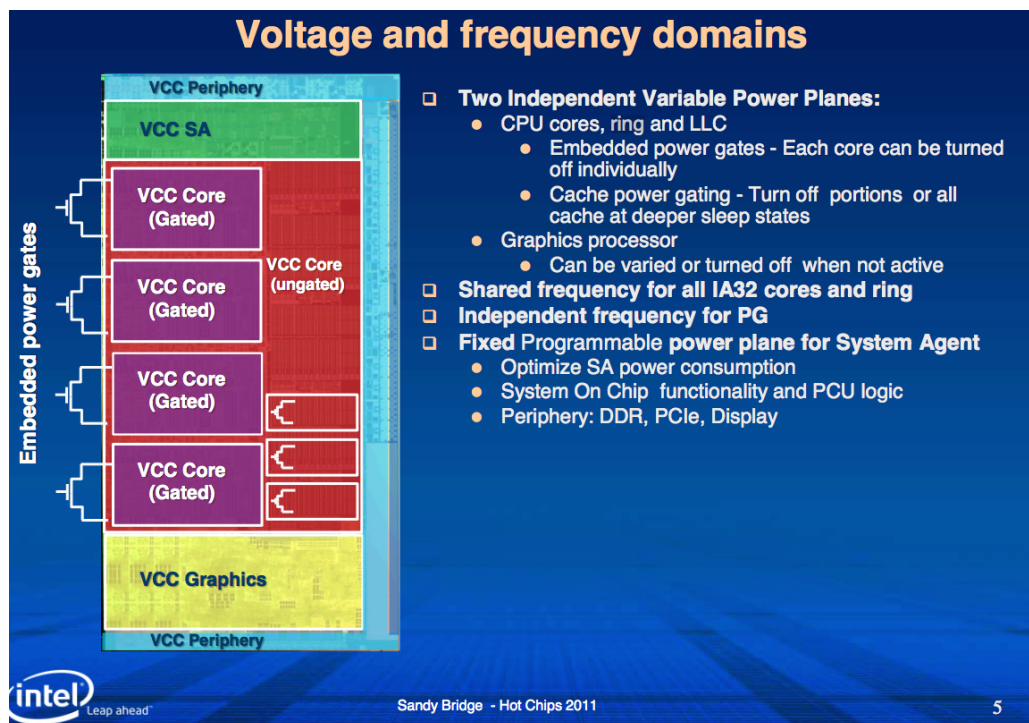 Voltage and frequency domains
VCC Periphery
VCC SA
Embedded power gates
VCC Core
(Gated)
VCC Core
(Gated)
VCC Core
(Gated)
VCC Core
(Gated)
VCC Core
(ungated)
VCC Graphics
VCC Periphery
Two Independent Variable Power Planes:
CPU cores, ring and LLC
Embedded power gates - Each core can be turned
off individually
Cache power gating - Turn off portions or all
cache at deeper sleep states
Graphics processor
Can be varied or turned off when not active
Shared frequency for all IA32 cores and ring
Independent frequency for PG
Fixed Programmable power plane for System Agent
Optimize SA power consumption
System On Chip functionality and PCU logic
Periphery: DDR, PCIe, Display
intel
Leap ahead™
Sandy Bridge - Hot Chips 2011
5